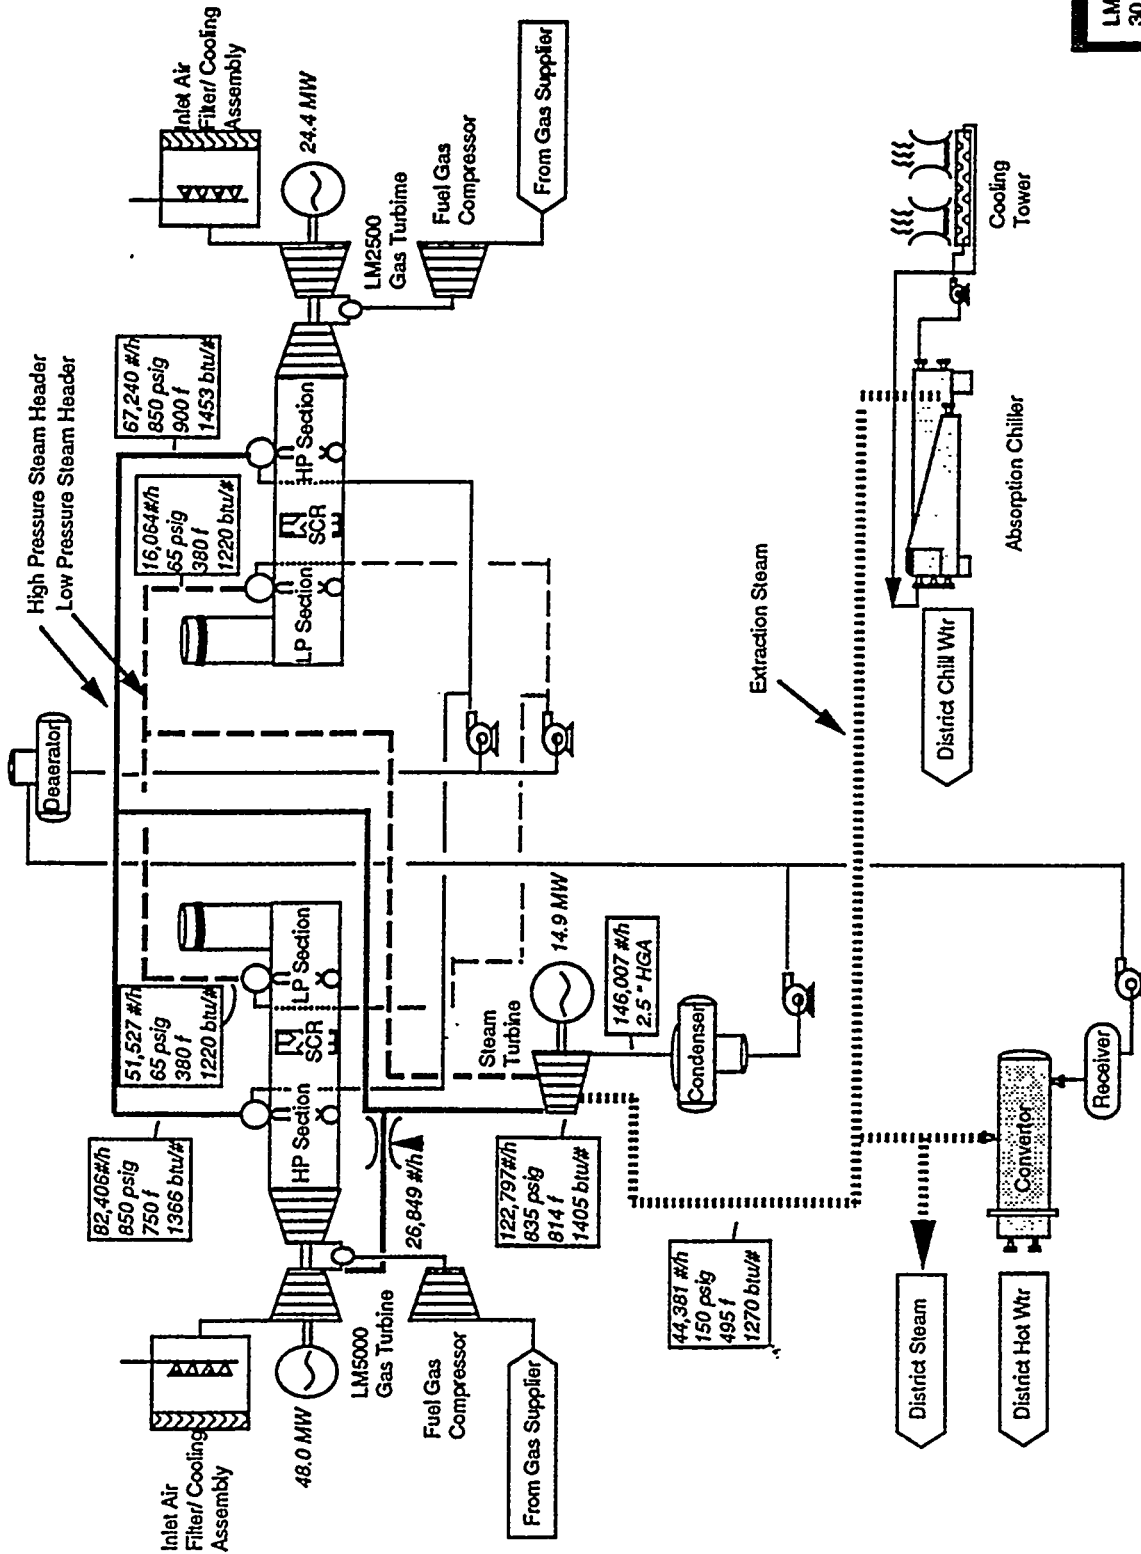 LM
30
Inlet Air
Filter/ Cooling
Assembly
24.4 MW
LM2500
Gas Turbime
Fuel Gas
Compressor
From Gas Supplier
High Pressure Steam Header
Low Pressure Steam Header
67,240 #/h
850 psig
900 f
1453 btu/#
16,064#/h
65 psig
380 f
1220 btu/#
HP Section
SCR
LP Section
Deaerator
Cooling
Tower
Absorption Chiller
District Chill Wtr
Extraction Steam
LP Section
SCR
HP Section
51,527 #/h
65 psig
380 f
1220 btu/#
82,406#/h
850 psig
750 f
1366 btu/#
Steam
Turbine
14.9 MW
146,007 #/h
2.5 " HGA
Condenser
26,849 #/h
122,797#/h
835 psig
814 f
1405 btu/#
44,381 #/h
150 psig
495 f
1270 btu/#
Inlet Air
Filter/ Cooling
Assembly
48.0 MW
LM5000
Gas Turbine
Fuel Gas
Compressor
From Gas Supplier
Receiver
Convertor
District Steam
District Hot Wtr